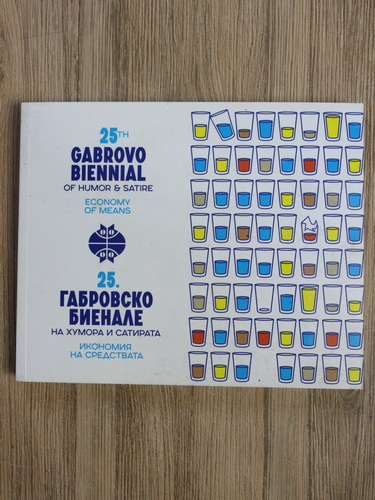 25TH
GABROVO
BIENNIAL
OF HUMOR & SATIRE
ECONOMY
OF MEANS
25.
ГАБРОВСКО
БИЕНАЛЕ
НА ХУМОРА И САТИРАТА
ИКОНОМИЯ
НА СРЕДСТВАТА